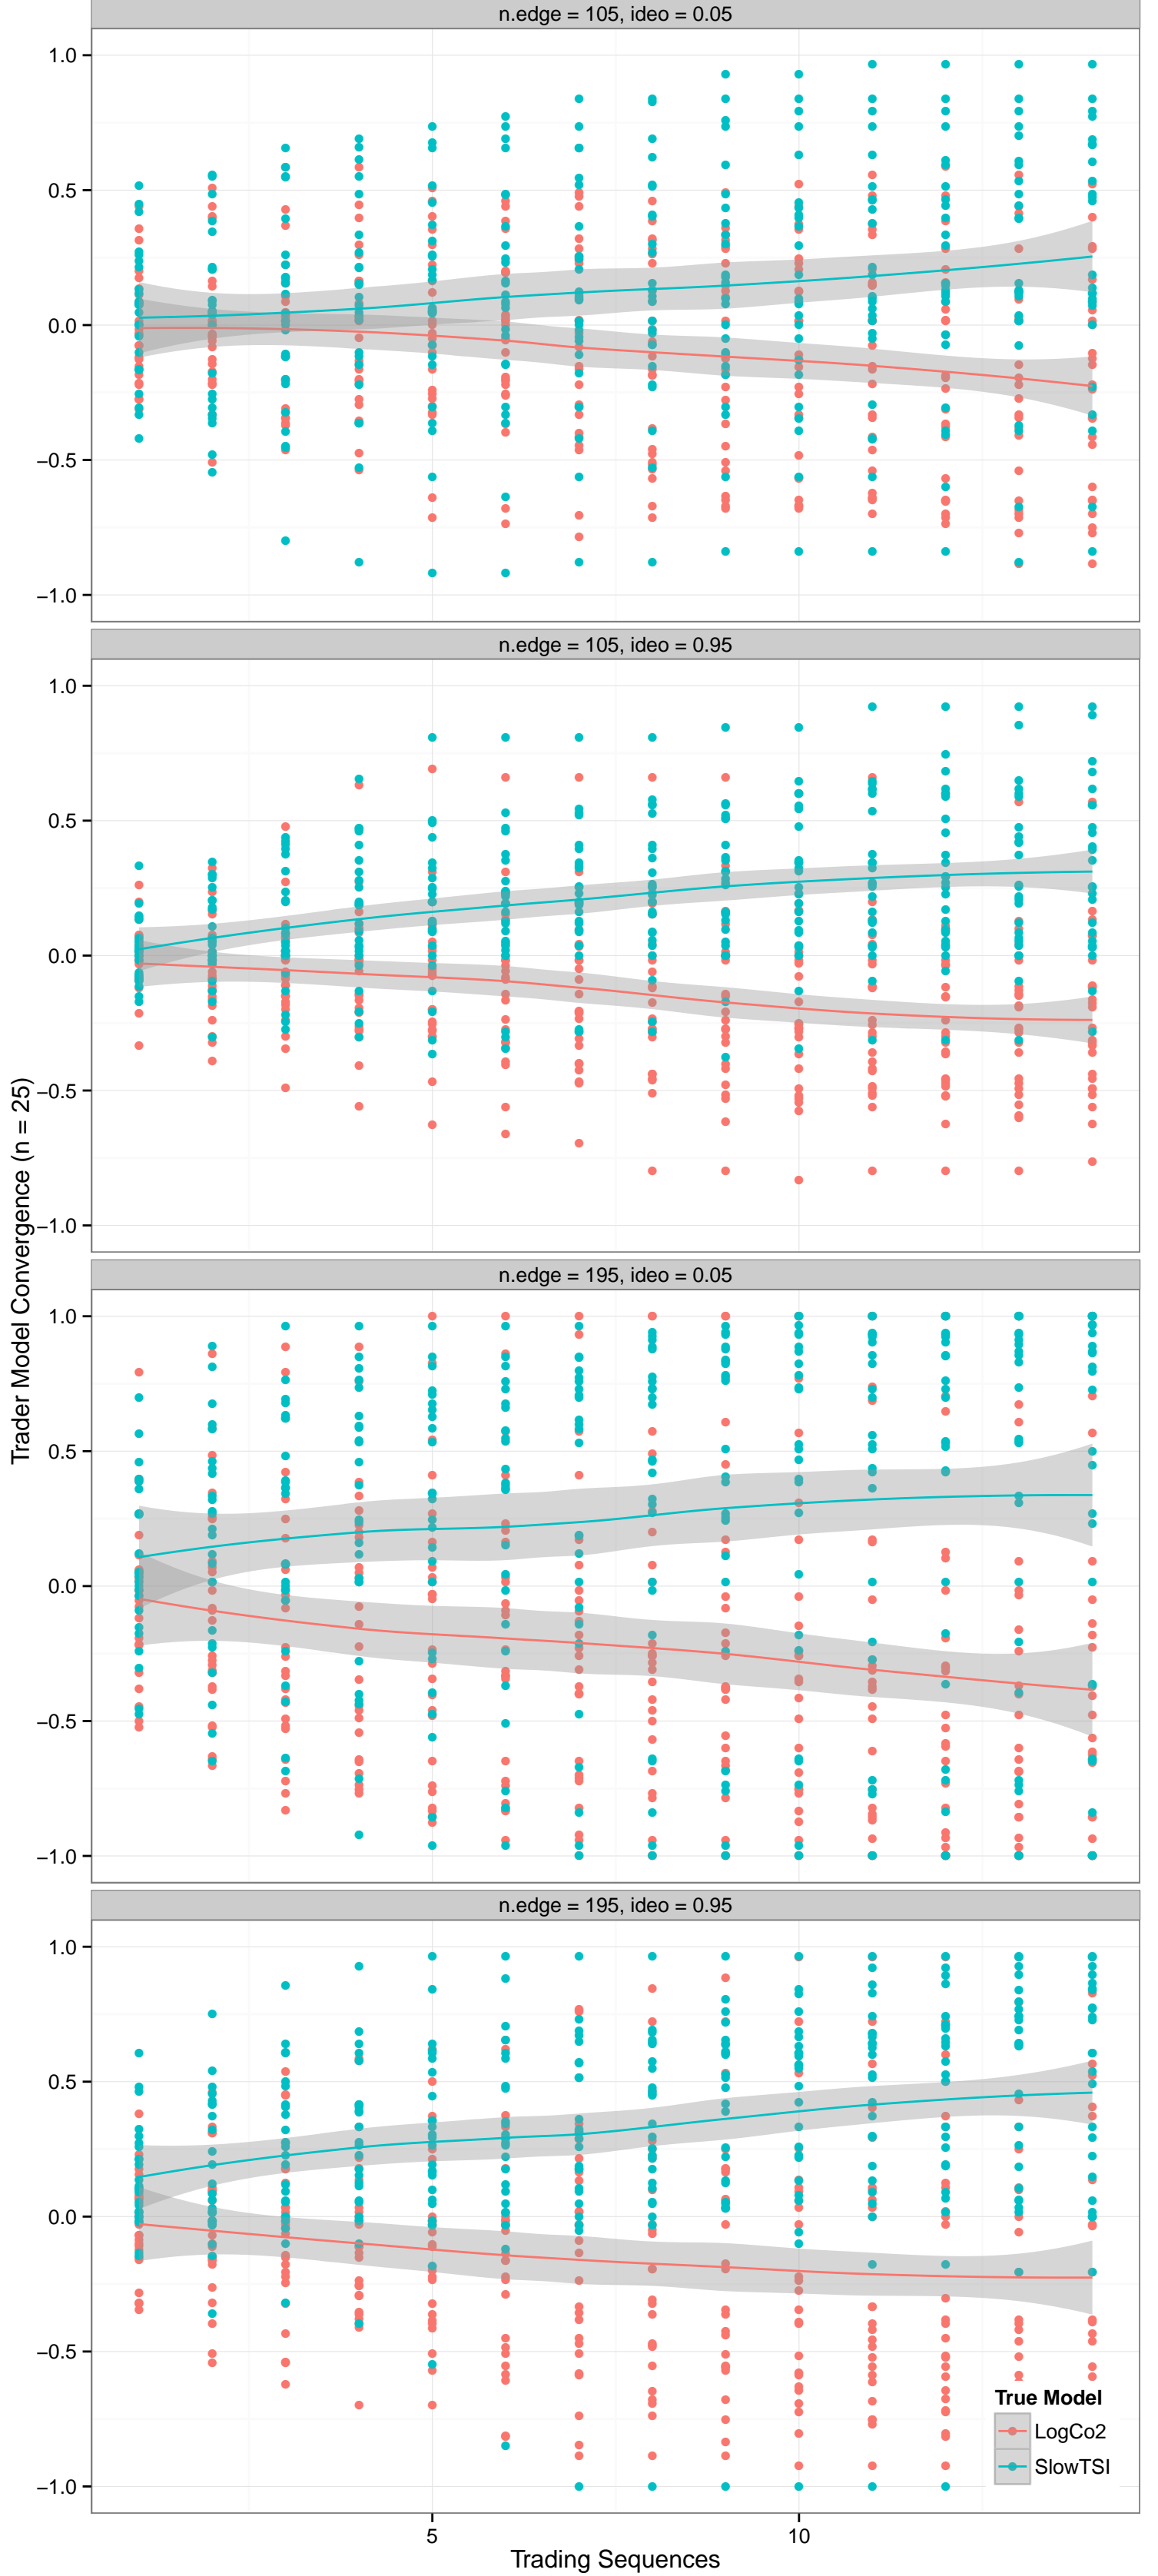 n.edge = 105, ideo = 0.05
1.0
0.5
0.0
−0.5
−1.0
n.edge = 105, ideo = 0.95
1.0
0.5
0.0
−0.5
−1.0
n.edge = 195, ideo = 0.05
1.0
0.5
0.0
−0.5
−1.0
n.edge = 195, ideo = 0.95
1.0
0.5
0.0
−0.5
−1.0
Trader Model Convergence (n = 25)
True Model
LogCo2
SlowTSI
5
10
Trading Sequences